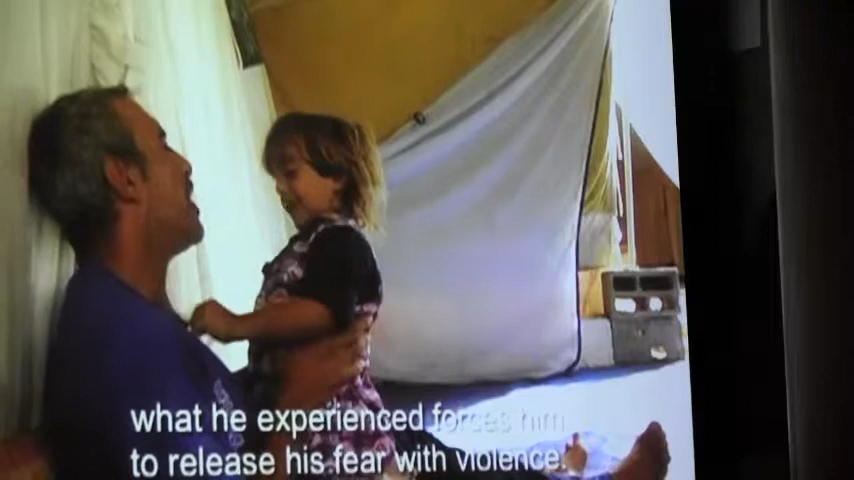 what he experienced forces him
to release his fear with violence.